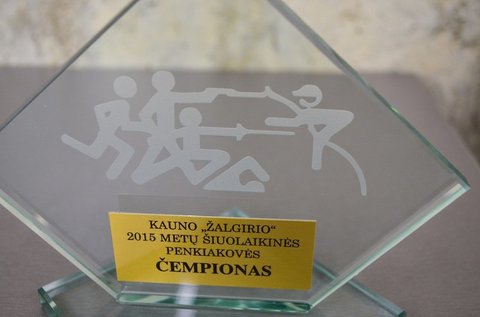 KAUNO „ŽALGIRIO“
2015 METŲ ŠIUOLAIKINĖS
PENKIAKOVĖS
ČEMPIONAS